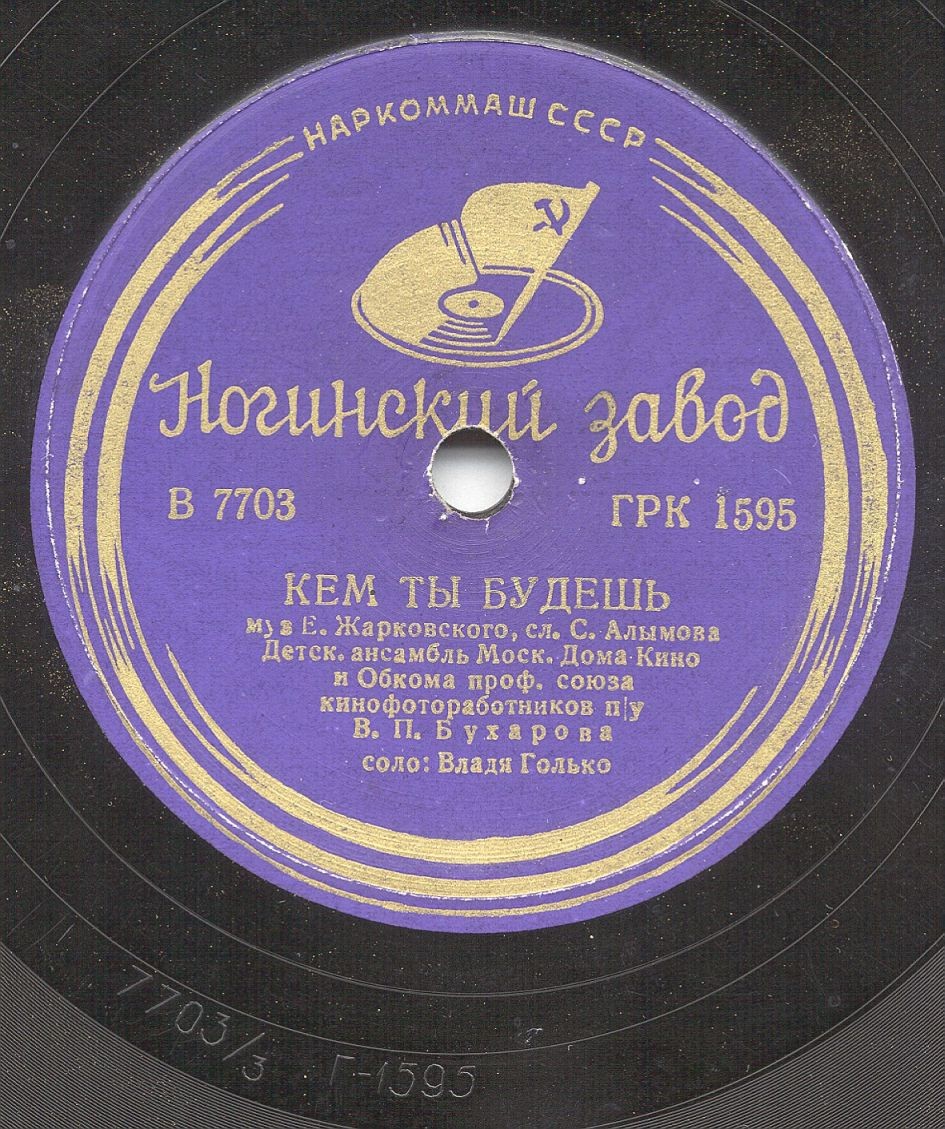 НАРКОММАШ СССР
Ногинский завод
В 7703
ГРК 1595
КЕМ ТЫ БУДЕШЬ
муз Е. Жарковского, сл. С. Алымова
Детск. ансамбль Моск. Дома Кино
и Обкома проф. союза
кинофоторабoтников п/у
В. П. Бухарова
соло: Владя Голько
7703/3 Г-1595